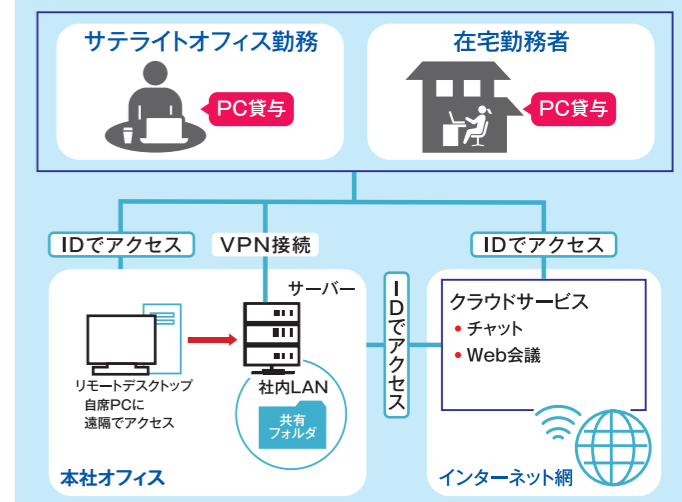 サテライトオフィス勤務
PC貸与
在宅勤務者
PC貸与
IDでアクセス
VPN接続
IDでアクセス
サーバー
リモートデスクトップ
自席PCに
遠隔でアクセス
社内LAN
共有
フォルダ
本社オフィス
IDでアクセス
クラウドサービス
• チャット
• Web会議
インターネット網